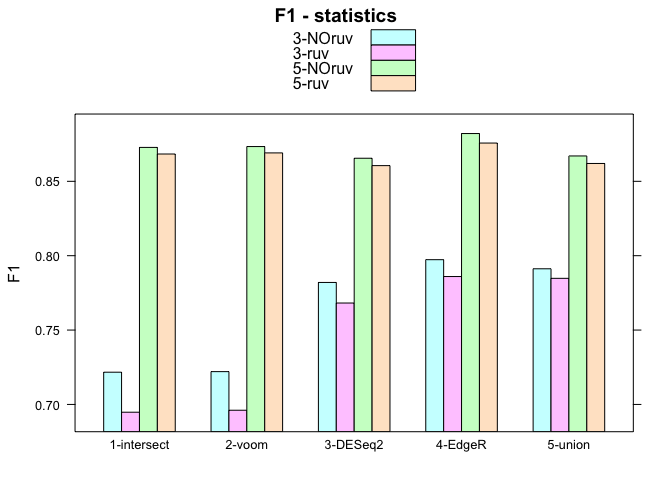 F1 - statistics
3-NOruv
3-ruv
5-NOruv
5-ruv
0.85
0.80
0.75
0.70
F1
1-intersect 2-voom 3-DESeq2 4-EdgeR 5-union